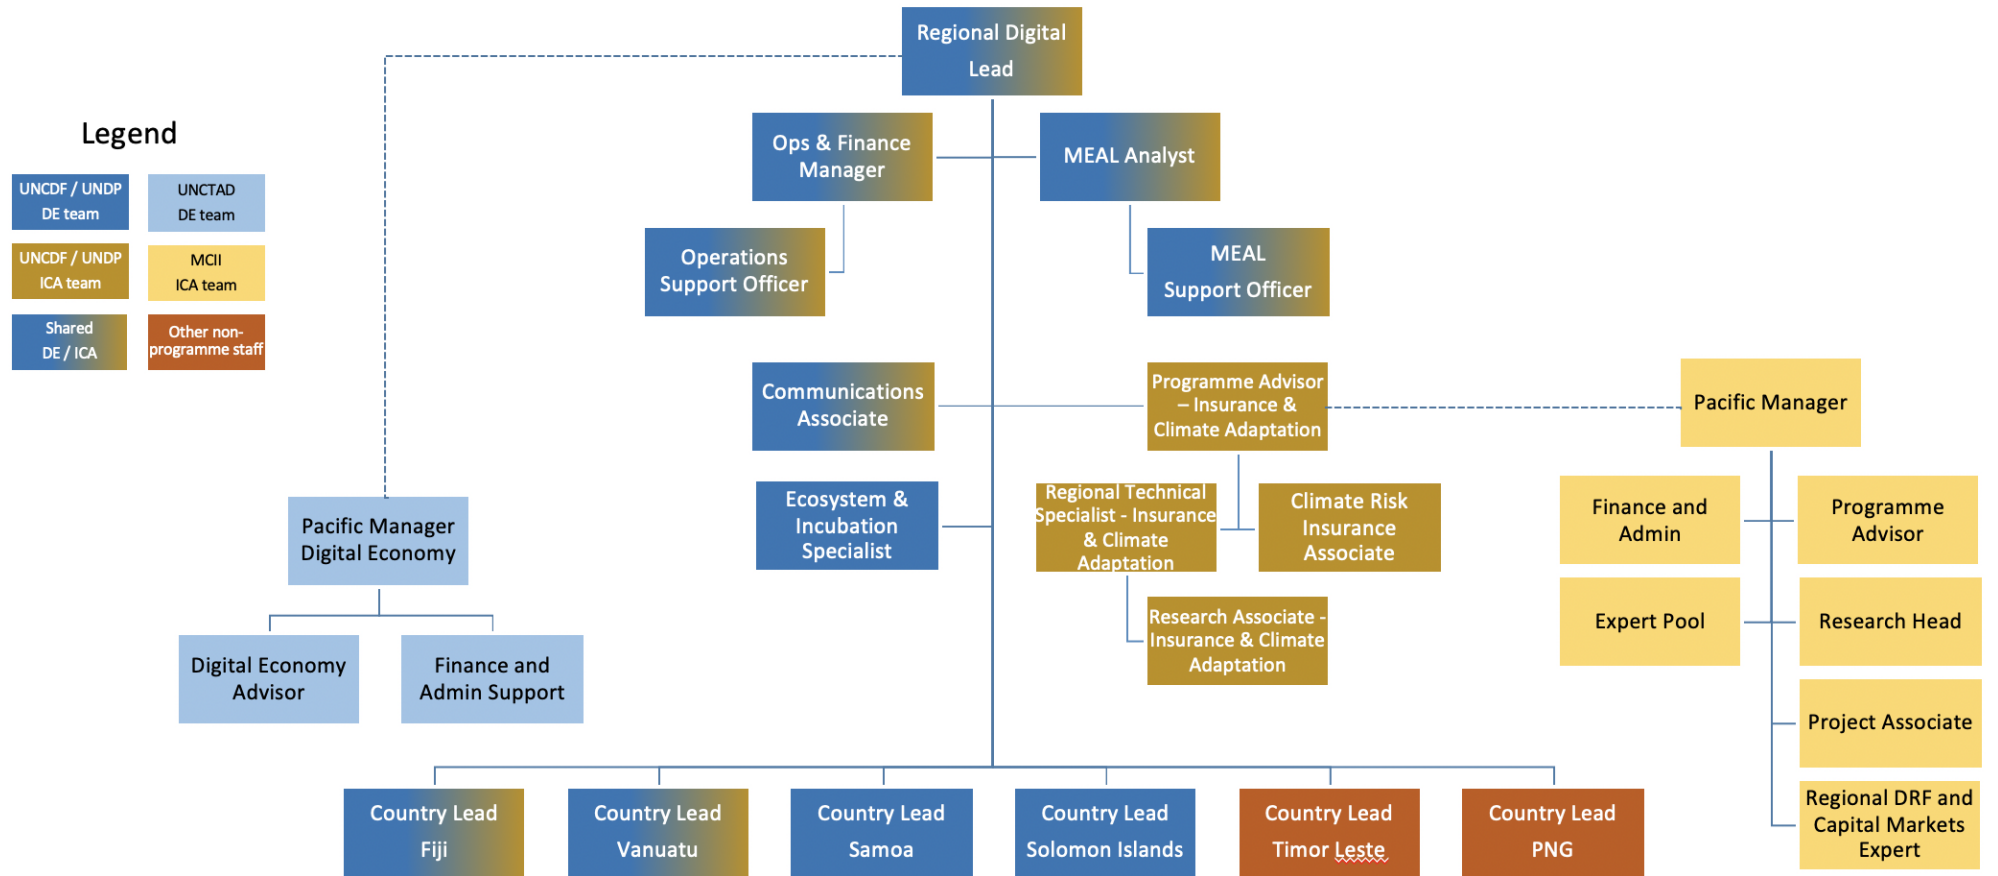 Regional Digital
Lead
Legend
UNCDF / UNDP
DE team
UNCTAD
DE team
UNCDF / UNDP
ICA team
MCII
ICA team
Shared
DE / ICA
Other non-
programme staff
Ops & Finance
Manager
MEAL Analyst
Operations
Support Officer
MEAL
Support Officer
Communications
Associate
Programme Advisor
– Insurance &
Climate Adaptation
Pacific Manager
Ecosystem &
Incubation
Specialist
Regional Technical
Specialist - Insurance
& Climate
Adaptation
Climate Risk
Insurance
Associate
Research Associate -
Insurance & Climate
Adaptation
Finance and
Admin
Programme
Advisor
Expert Pool
Research Head
Project Associate
Regional DRF and
Capital Markets
Expert
Pacific Manager
Digital Economy
Digital Economy
Advisor
Finance and
Admin Support
Country Lead
Fiji
Country Lead
Vanuatu
Country Lead
Samoa
Country Lead
Solomon Islands
Country Lead
Timor Leste
Country Lead
PNG